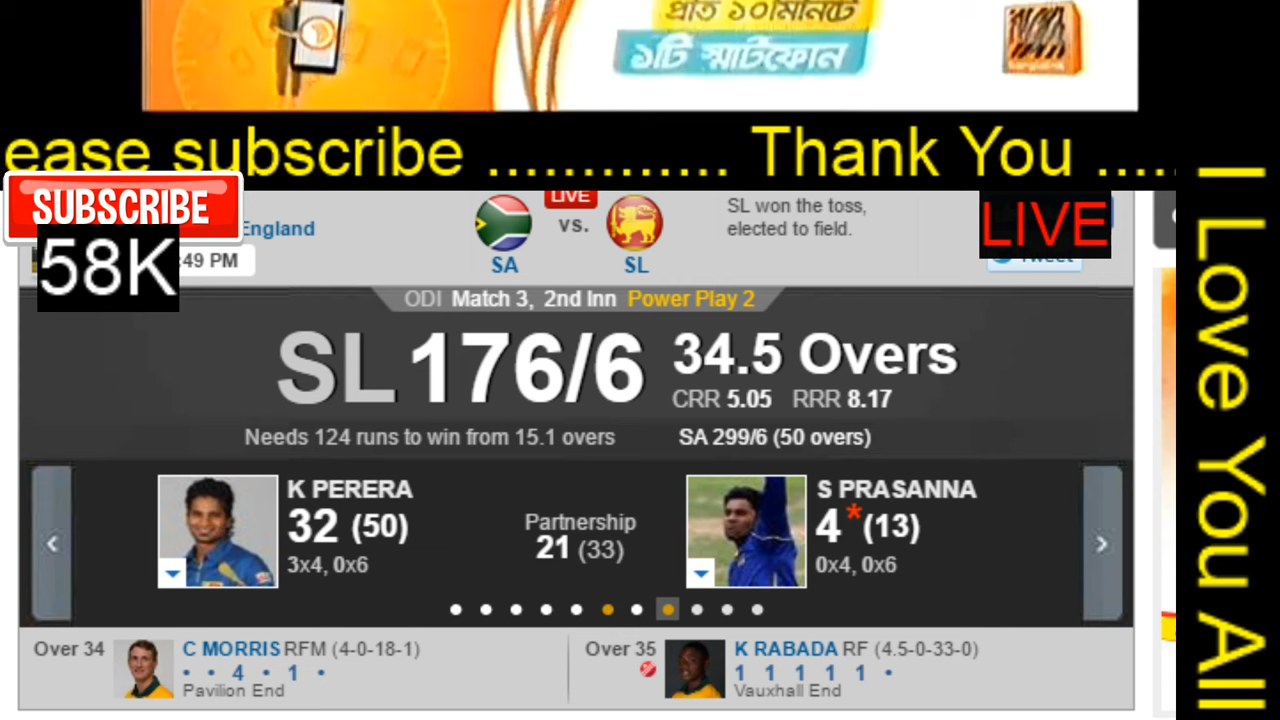 প্রতি ১০ মিনিটে
১টি স্মার্টফোন
ease subscribe ............. Thank You .....
SUBSCRIBE
58K
England
:49 PM
LIVE
vs.
SA
SL
SL won the toss,
elected to field.
LIVE
Tweet
ODI Match 3, 2nd Inn Power Play 2
SL 176/6
34.5 Overs
CRR 5.05 RRR 8.17
Needs 124 runs to win from 15.1 overs
SA 299/6 (50 overs)
K PERERA
32 (50)
3x4, 0x6
Partnership
21 (33)
S PRASANNA
4* (13)
0x4, 0x6
Over 34
C MORRIS RFM (4-0-18-1)
• • 4 • 1 •
Pavilion End
Over 35
K RABADA RF (4.5-0-33-0)
1 1 1 1 1 •
Vauxhall End
I Love You All